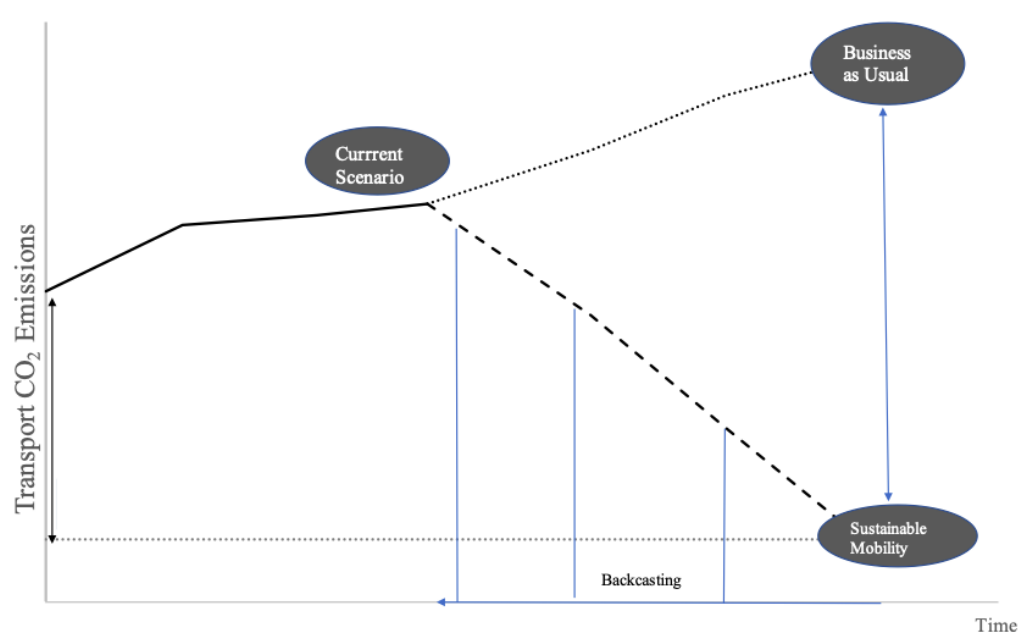 Business
as Usual
Currrent
Scenario
Transport CO₂ Emissions
Sustainable
Mobility
Backcasting
Time